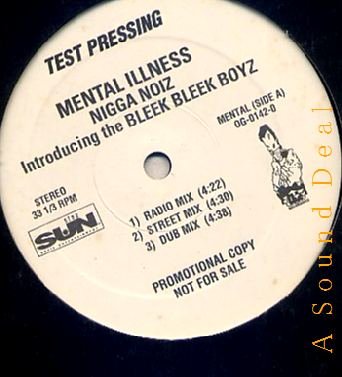 TEST PRESSING
MENTAL ILLNESS
NIGGA NOIZ
Introducing the BLEEK BLEEK BOYZ
MENTAL (SIDE A)
OG-0142-0
STEREO
33 1/3 RPM
SUN
1) RADIO MIX (4:22)
2) STREET MIX (4:30)
3) DUB MIX (4:38)
PROMOTIONAL COPY
NOT FOR SALE
A Sound Deal